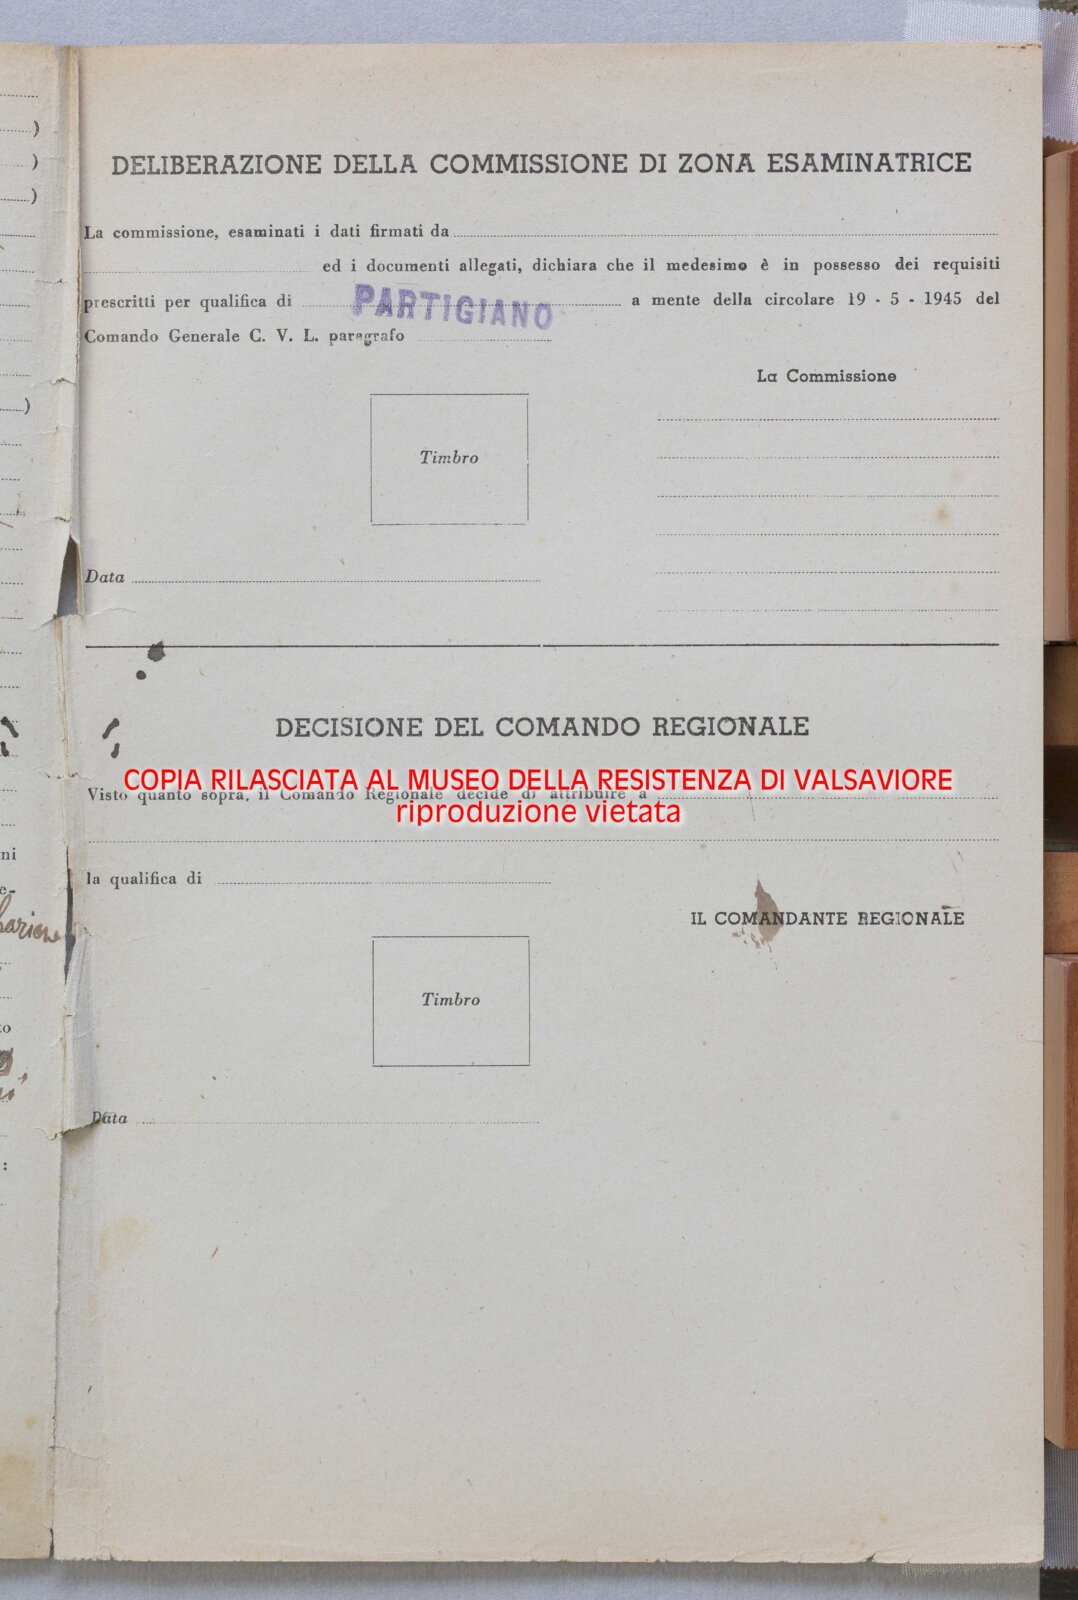 DELIBERAZIONE DELLA COMMISSIONE DI ZONA ESAMINATRICE
La commissione, esaminati i dati firmati da
ed i documenti allegati, dichiara che il medesimo è in possesso dei requisiti
prescritti per qualifica di PARTIGIANO a mente della circolare 19 - 5 - 1945 del
Comando Generale C. V. L. paragrafo
La Commissione
Timbro
Data
DECISIONE DEL COMANDO REGIONALE
COPIA RILASCIATA AL MUSEO DELLA RESISTENZA DI VALSAVIORE
Visto quanto sopra, il Comando Regionale decide di attribuire a
riproduzione vietata
la qualifica di
IL COMANDANTE REGIONALE
Timbro
Data